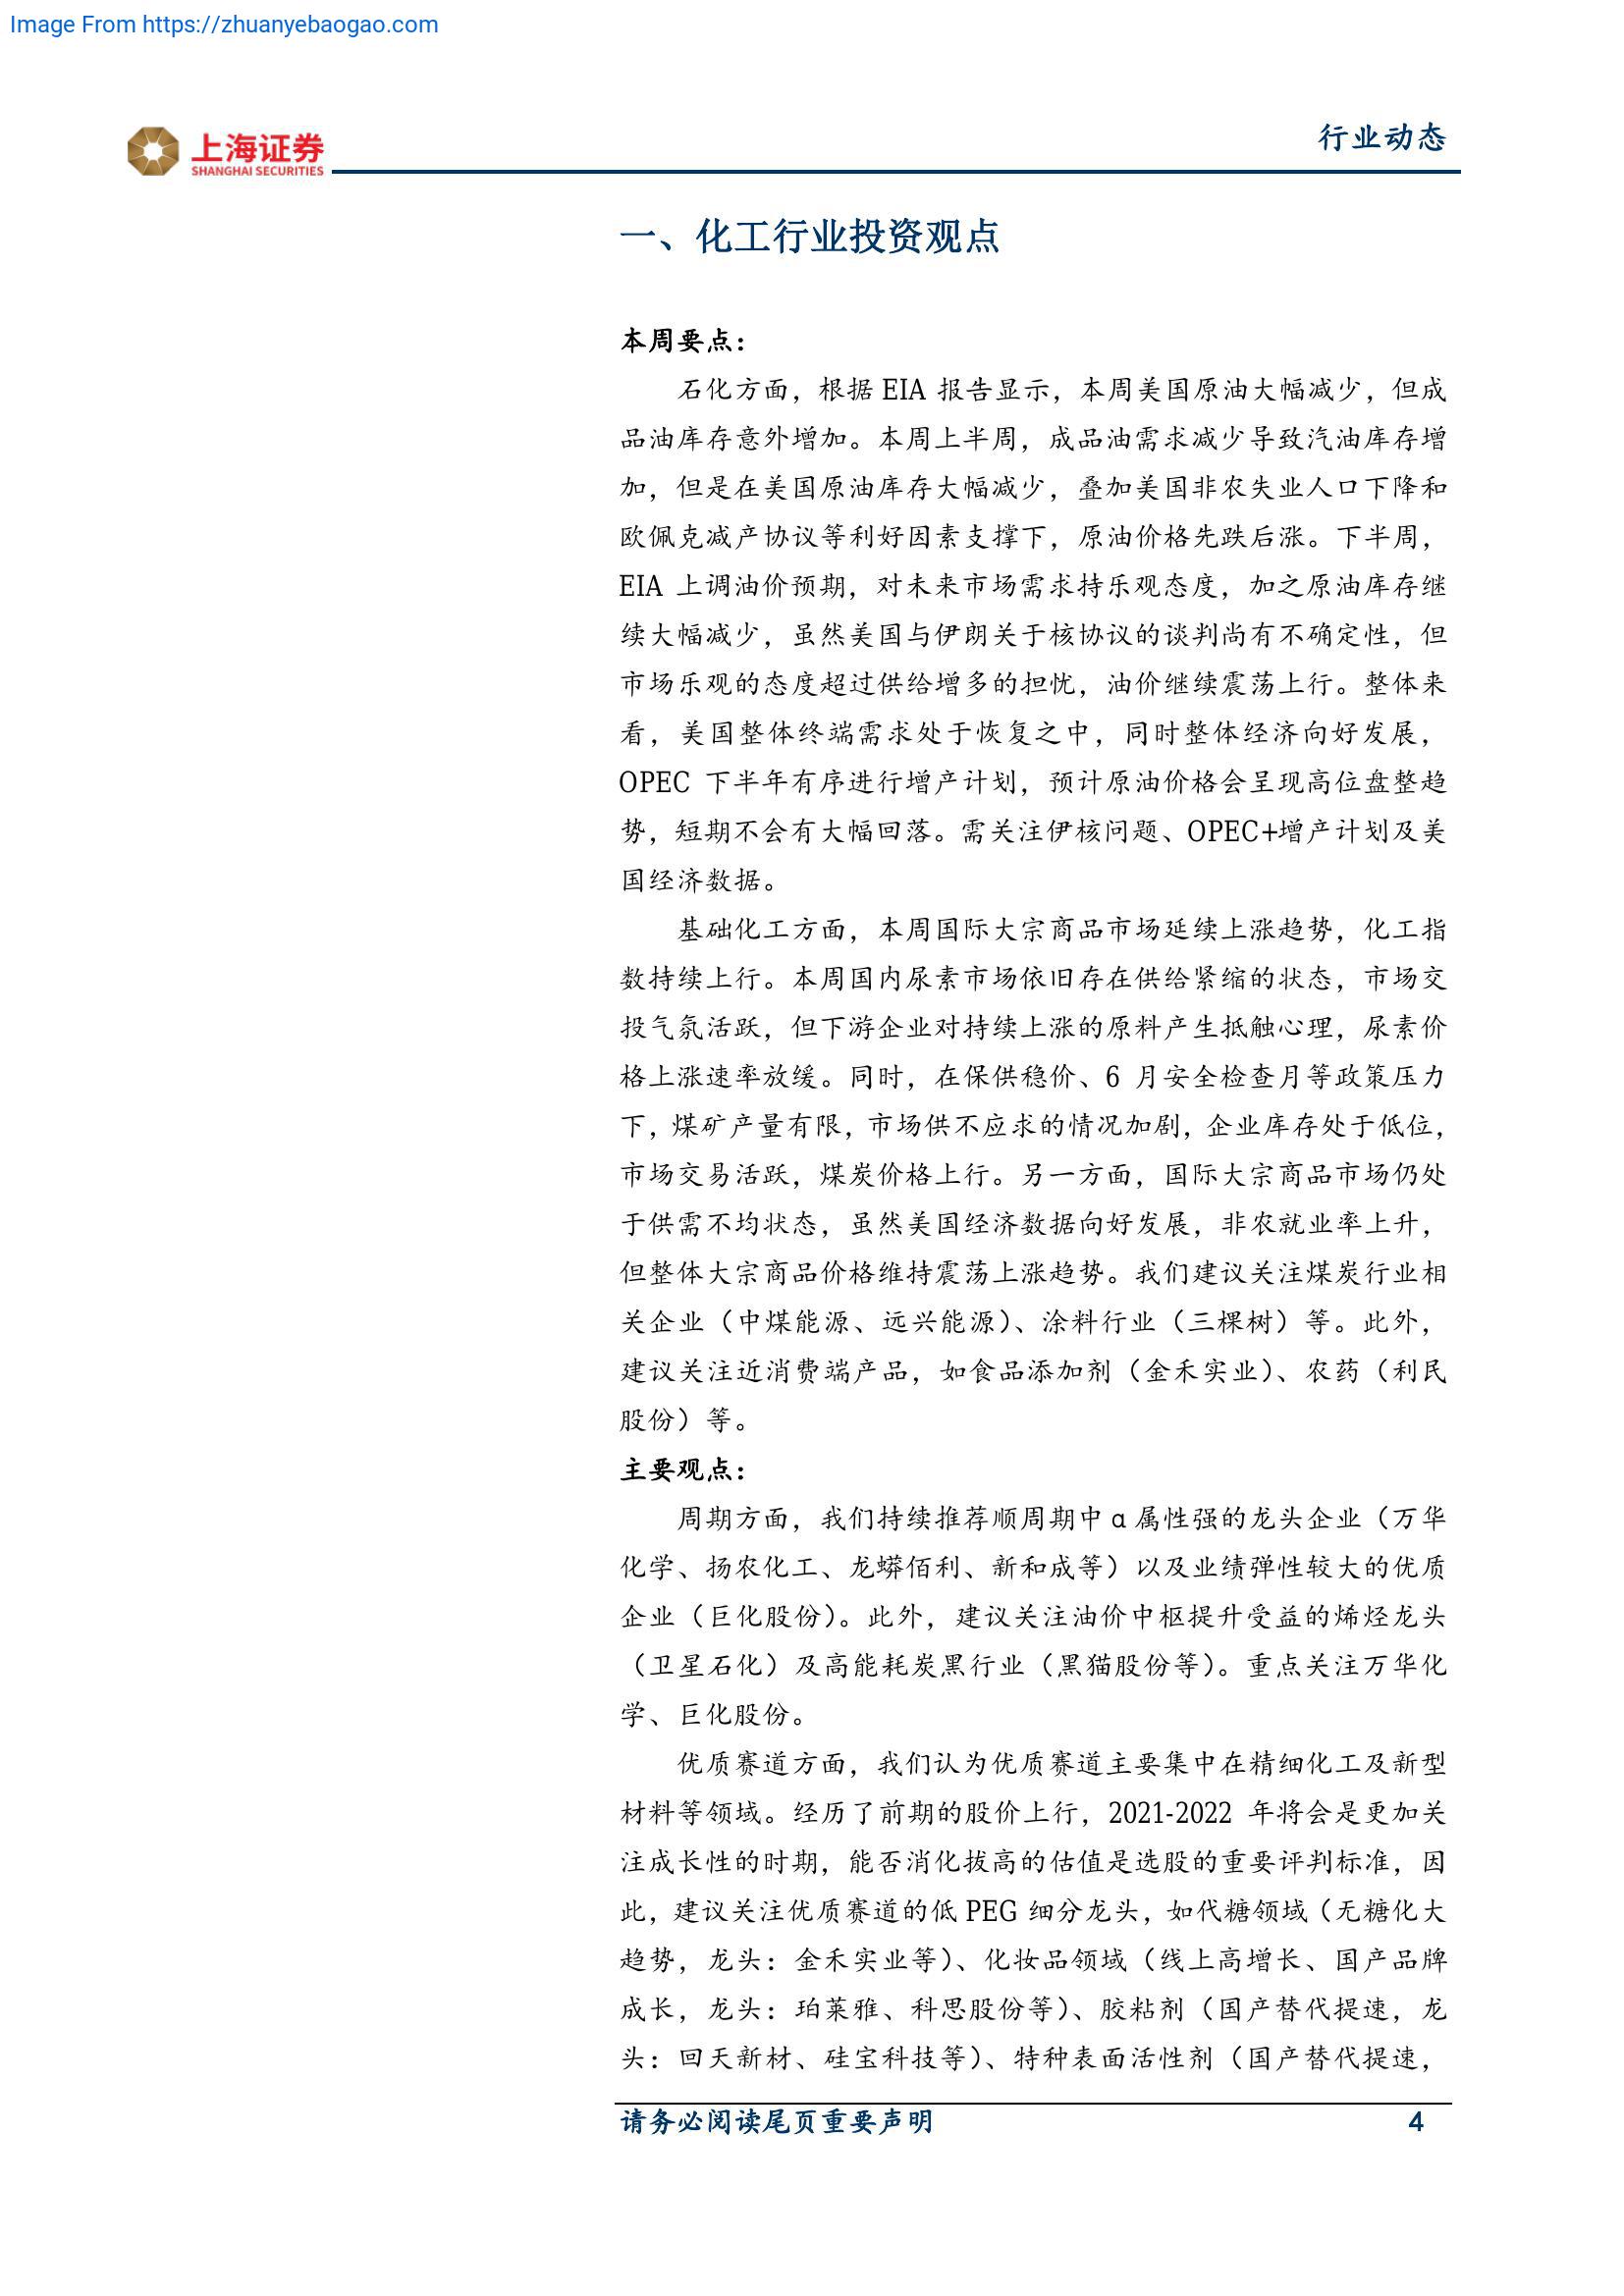 Image From https://zhuanyebaogao.com
上海证券
SHANGHAI SECURITIES
行业动态
一、化工行业投资观点
本周要点：
石化方面，根据 EIA 报告显示，本周美国原油大幅减少，但成
品油库存意外增加。本周上半周，成品油需求减少导致汽油库存增
加，但是在美国原油库存大幅减少，叠加美国非农失业人口下降和
欧佩克减产协议等利好因素支撑下，原油价格先跌后涨。下半周，
EIA 上调油价预期，对未来市场需求持乐观态度，加之原油库存继
续大幅减少，虽然美国与伊朗关于核协议的谈判尚有不确定性，但
市场乐观的态度超过供给增多的担忧，油价继续震荡上行。整体来
看，美国整体终端需求处于恢复之中，同时整体经济向好发展，
OPEC 下半年有序进行增产计划，预计原油价格会呈现高位盘整趋
势，短期不会有大幅回落。需关注伊核问题、OPEC+增产计划及美
国经济数据。
基础化工方面，本周国际大宗商品市场延续上涨趋势，化工指
数持续上行。本周国内尿素市场依旧存在供给紧缩的状态，市场交
投气氛活跃，但下游企业对持续上涨的原料产生抵触心理，尿素价
格上涨速率放缓。同时，在保供稳价、6 月安全检查月等政策压力
下，煤矿产量有限，市场供不应求的情况加剧，企业库存处于低位，
市场交易活跃，煤炭价格上行。另一方面，国际大宗商品市场仍处
于供需不均状态，虽然美国经济数据向好发展，非农就业率上升，
但整体大宗商品价格维持震荡上涨趋势。我们建议关注煤炭行业相
关企业（中煤能源、远兴能源）、涂料行业（三棵树）等。此外，
建议关注近消费端产品，如食品添加剂（金禾实业）、农药（利民
股份）等。
主要观点：
周期方面，我们持续推荐顺周期中 α 属性强的龙头企业（万华
化学、扬农化工、龙蟒佰利、新和成等）以及业绩弹性较大的优质
企业（巨化股份）。此外，建议关注油价中枢提升受益的烯烃龙头
（卫星石化）及高能耗炭黑行业（黑猫股份等）。重点关注万华化
学、巨化股份。
优质赛道方面，我们认为优质赛道主要集中在精细化工及新型
材料等领域。经历了前期的股价上行，2021-2022 年将会是更加关
注成长性的时期，能否消化拔高的估值是选股的重要评判标准，因
此，建议关注优质赛道的低 PEG 细分龙头，如代糖领域（无糖化大
趋势，龙头：金禾实业等）、化妆品领域（线上高增长、国产品牌
成长，龙头：珀莱雅、科思股份等）、胶粘剂（国产替代提速，龙
头：回天新材、硅宝科技等）、特种表面活性剂（国产替代提速，
请务必阅读尾页重要声明 4